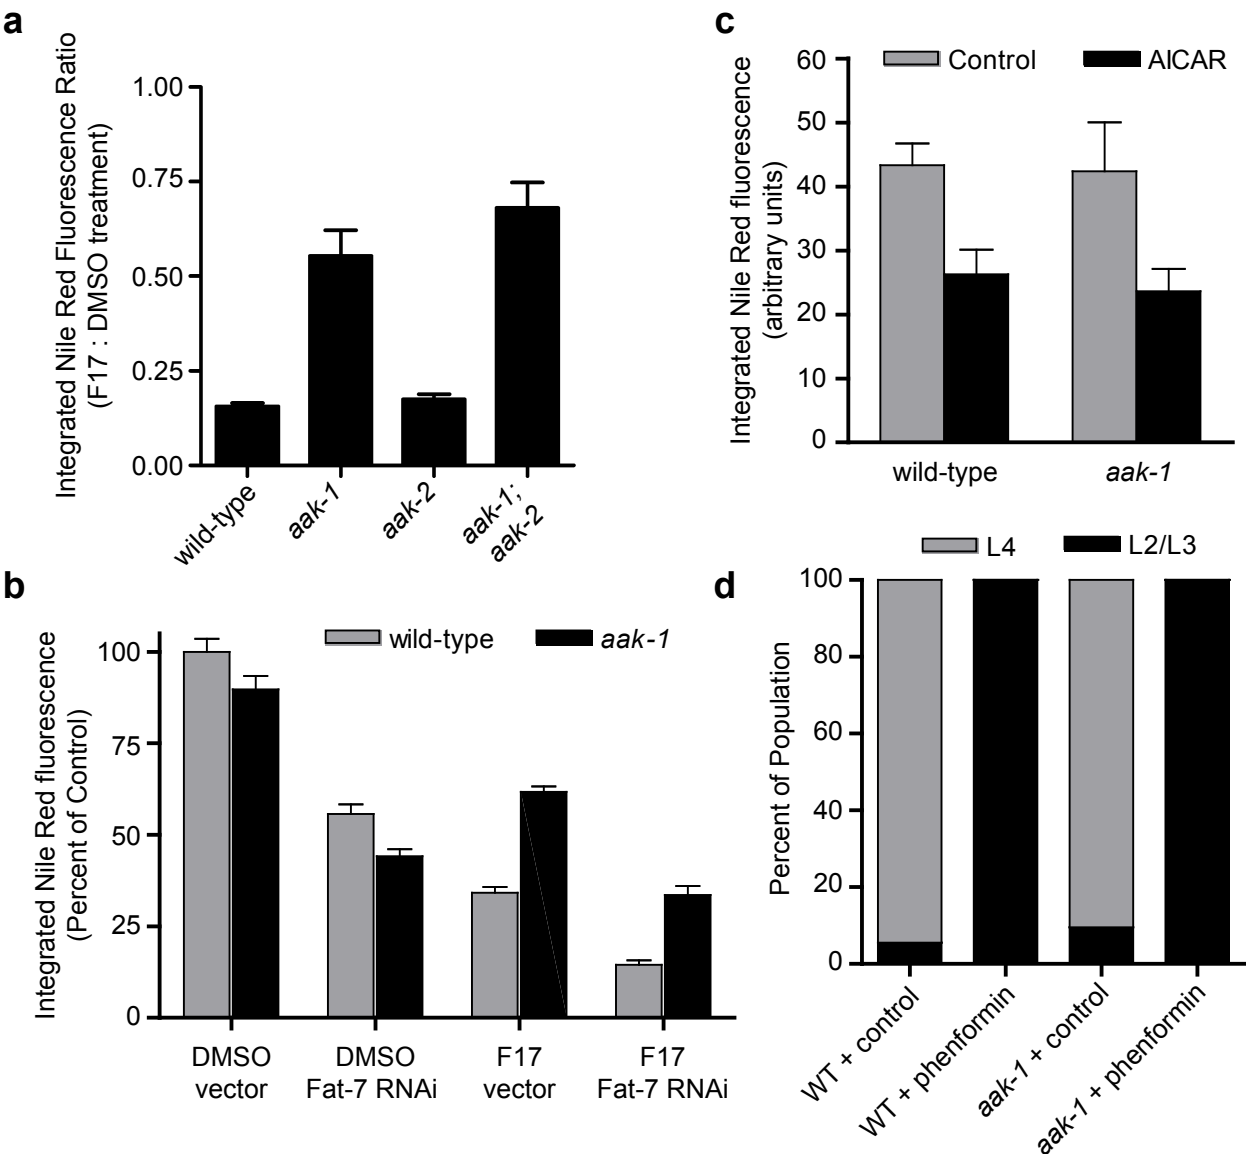 a
Integrated Nile Red Fluorescence Ratio
(F17 : DMSO treatment)
1.00
0.75
0.50
0.25
0.00
wild-type
aak-1
aak-2
aak-1;
aak-2
b
Integrated Nile Red fluorescence
(Percent of Control)
wild-type
aak-1
100
75
50
25
0
DMSO
vector
DMSO
Fat-7 RNAi
F17
vector
F17
Fat-7 RNAi
c
Integrated Nile Red fluorescence
(arbitrary units)
Control
AICAR
60
50
40
30
20
10
0
wild-type
aak-1
d
L4
L2/L3
Percent of Population
100
80
60
40
20
0
WT + control
WT + phenformin
aak-1 + control
aak-1 + phenformin